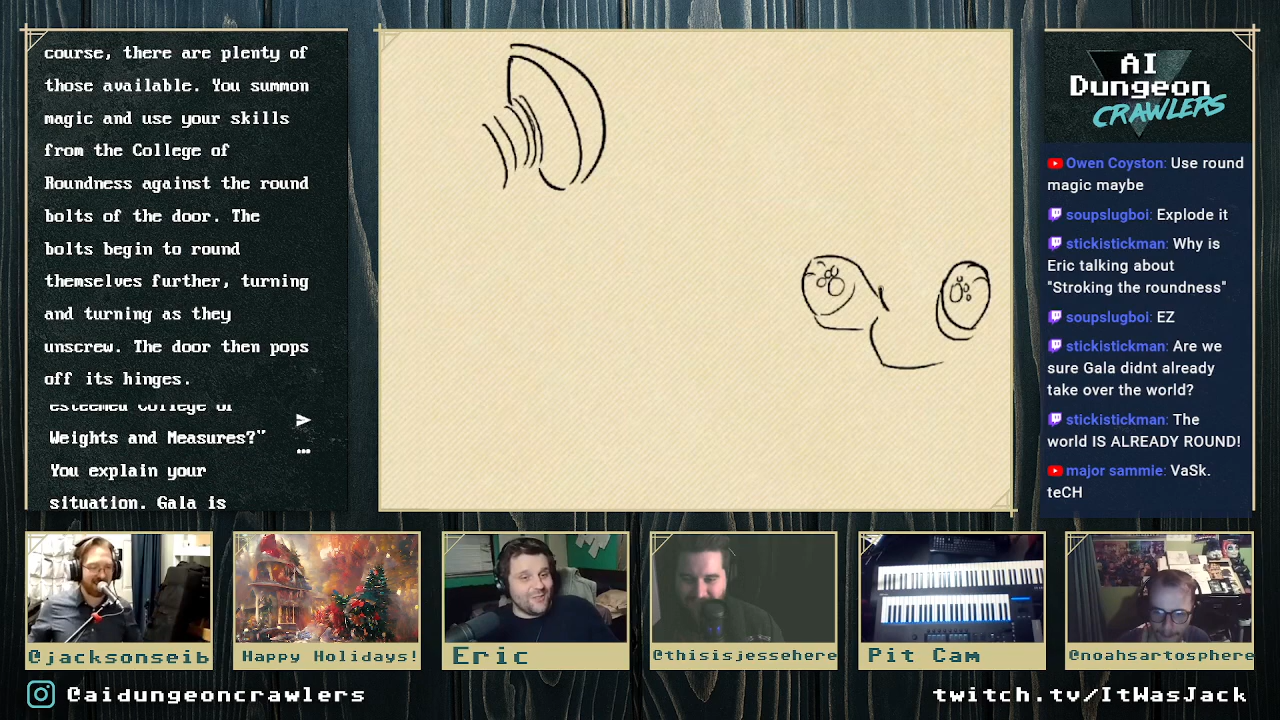 course, there are plenty of
those available. You summon
magic and use your skills
from the College of
Roundness against the round
bolts of the door. The
bolts begin to round
themselves further, turning
and turning as they
unscrew. The door then pops
off its hinges.
esteemed College of
Weights and Measures?"
You explain your
situation. Gala is
AI
Dungeon
CRAWLERS
Owen Coyston: Use round
magic maybe
soupslugboi: Explode it
stickistickman: Why is
Eric talking about
"Stroking the roundness"
soupslugboi: EZ
stickistickman: Are we
sure Gala didnt already
take over the world?
stickistickman: The
world IS ALREADY ROUND!
major sammie: VaSk.
teCH
@jacksonseib
Happy Holidays!
Eric
@thisisjessehere
Pit Cam
@noahsartosphere
@aidungeoncrawlers
twitch.tv/ItWasJack